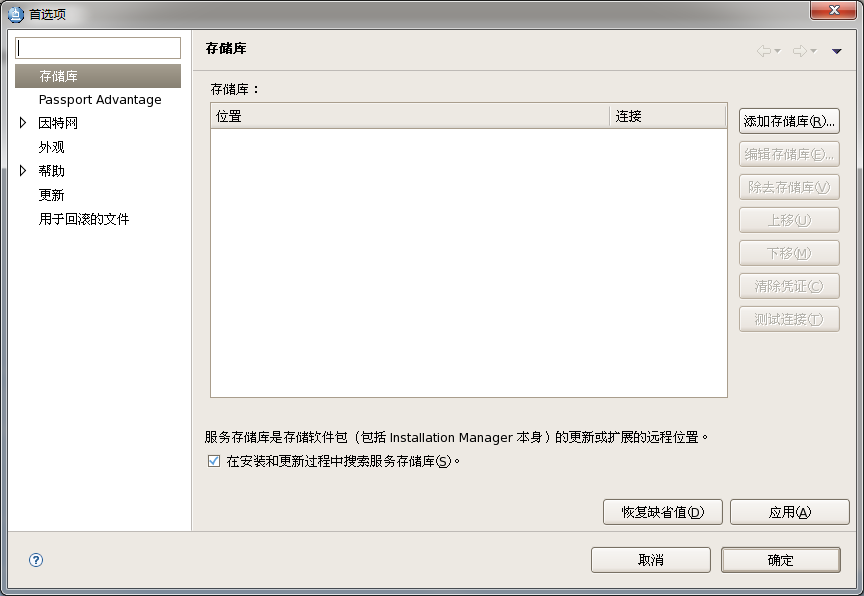 首选项
存储库
Passport Advantage
因特网
外观
帮助
更新
用于回滚的文件
存储库
存储库：
位置 连接
添加存储库(R)...
编辑存储库(E)...
除去存储库(V)
上移(U)
下移(M)
清除凭证(C)
测试连接(T)
服务存储库是存储软件包（包括 Installation Manager 本身）的更新或扩展的远程位置。
在安装和更新过程中搜索服务存储库(S)。
恢复缺省值(D) 应用(A)
取消 确定